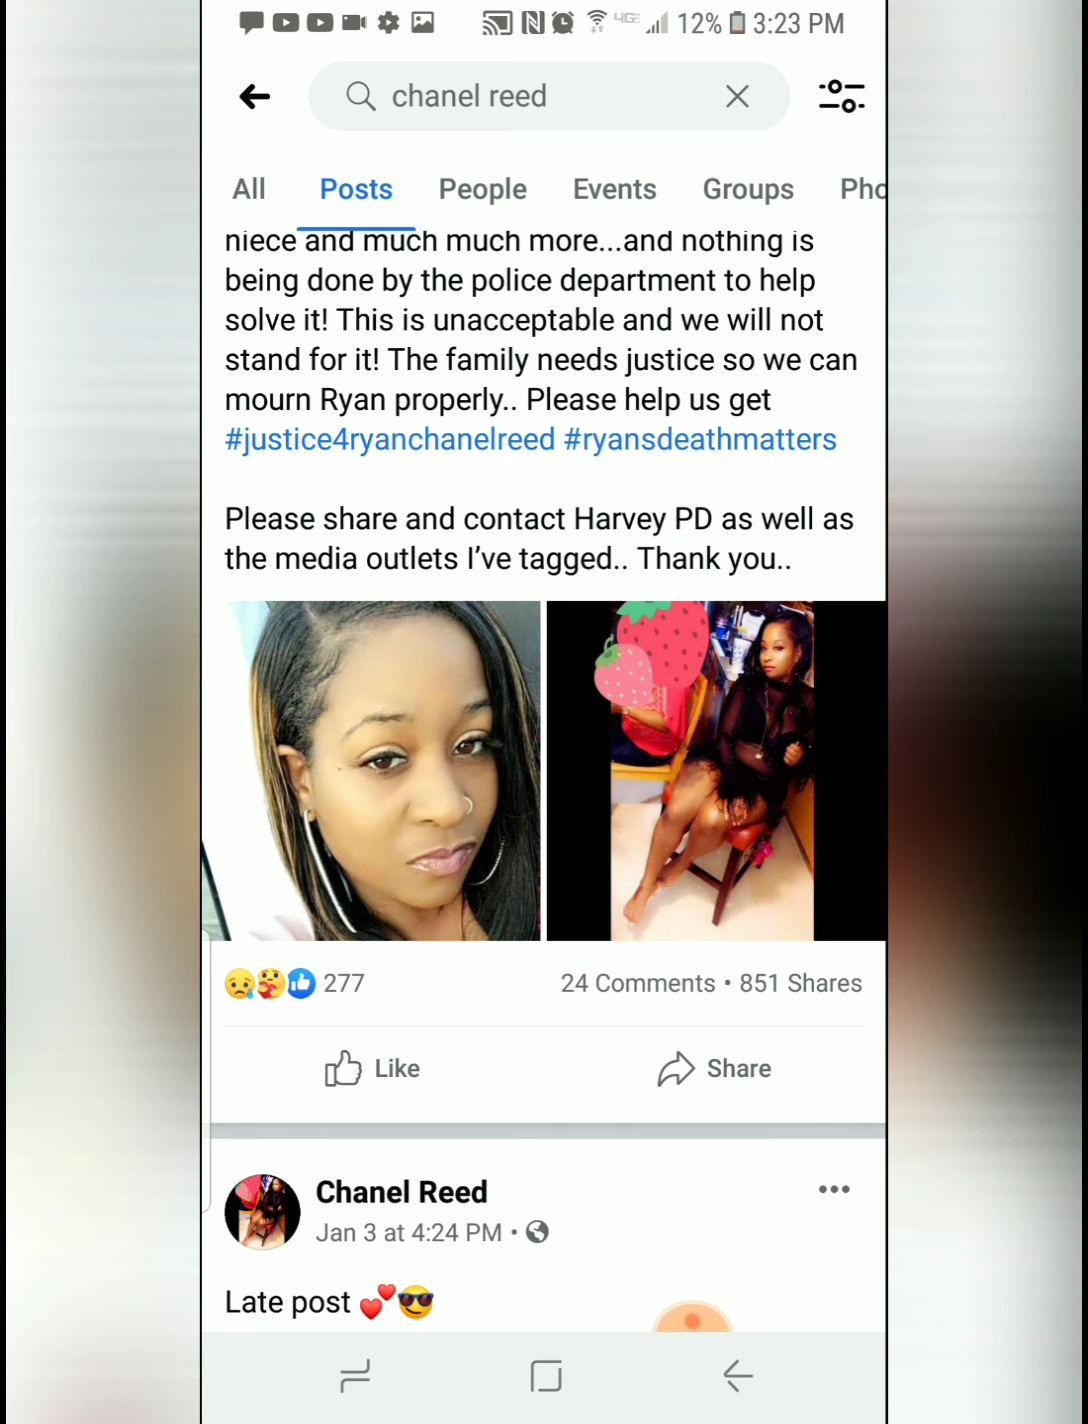 4GE 12% 3:23 PM
chanel reed
All Posts People Events Groups Pho
niece and much much more...and nothing is
being done by the police department to help
solve it! This is unacceptable and we will not
stand for it! The family needs justice so we can
mourn Ryan properly.. Please help us get
#justice4ryanchanelreed #ryansdeathmatters
Please share and contact Harvey PD as well as
the media outlets I’ve tagged.. Thank you..
277 24 Comments • 851 Shares
Like Share
Chanel Reed
Jan 3 at 4:24 PM •
Late post 💕😎